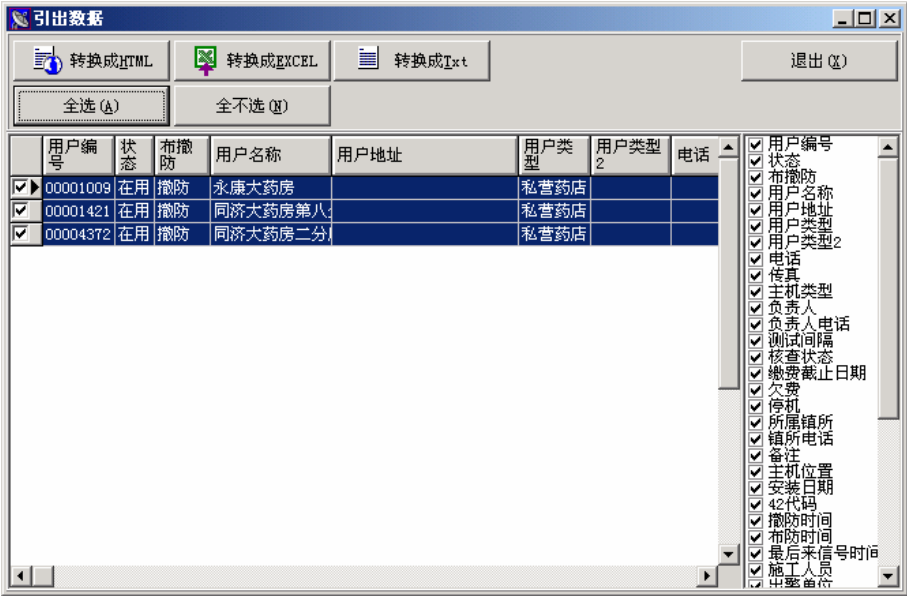 引出数据
转换成HTML 转换成EXCEL 转换成Txt 退出(X)
全选(A) 全不选(N)
用户编号 状态 布撤防 用户名称 用户地址 用户类型 用户类型2 电话
00001009 在用 撤防 永康大药房 私营药店
00001421 在用 撤防 同济大药房第八 私营药店
00004372 在用 撤防 同济大药房二分 私营药店
用户编号
状态
布撤防
用户名称
用户地址
用户类型
用户类型2
电话
传真
主机类型
负责人
负责人电话
测试间隔
核查状态
缴费截止日期
欠费
停机
所属镇所
镇所电话
备注
主机位置
安装日期
42代码
撤防时间
布防时间
最后来信号时间
施工人员
出警单位